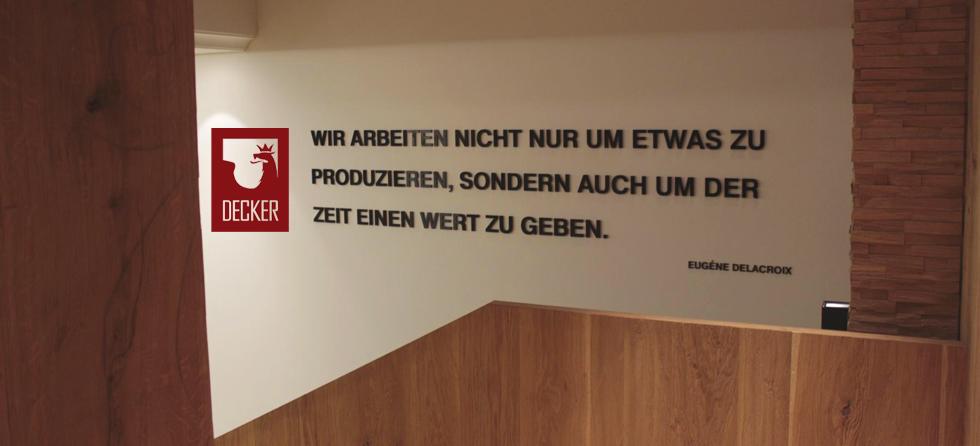 DECKER
WIR ARBEITEN NICHT NUR UM ETWAS ZU
PRODUZIEREN, SONDERN AUCH UM DER
ZEIT EINEN WERT ZU GEBEN.
EUGÉNE DELACROIX